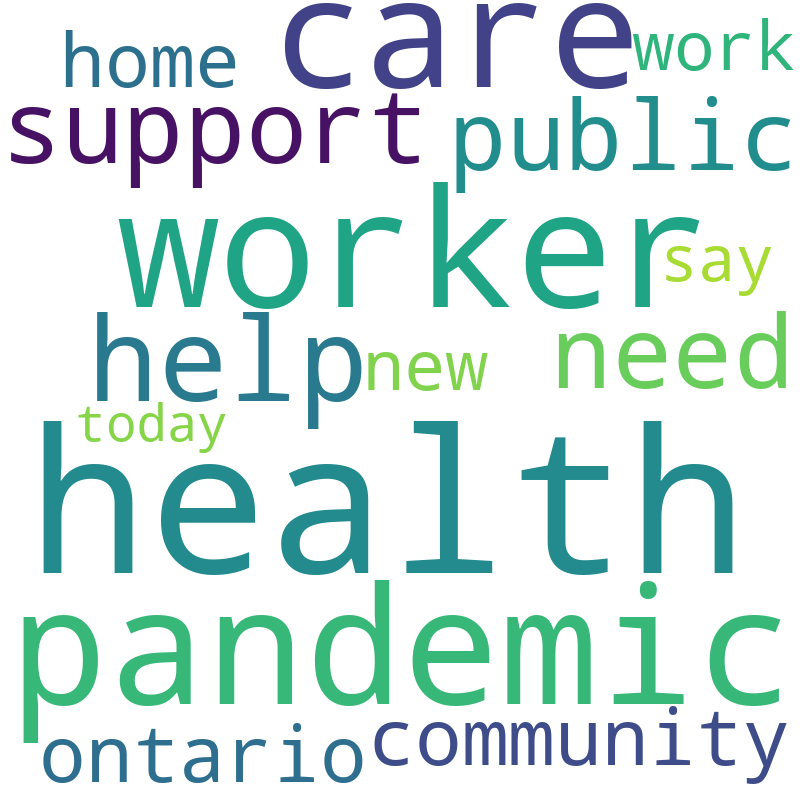 home care work
support public
worker
say
help new need
today
health
pandemic
ontario community